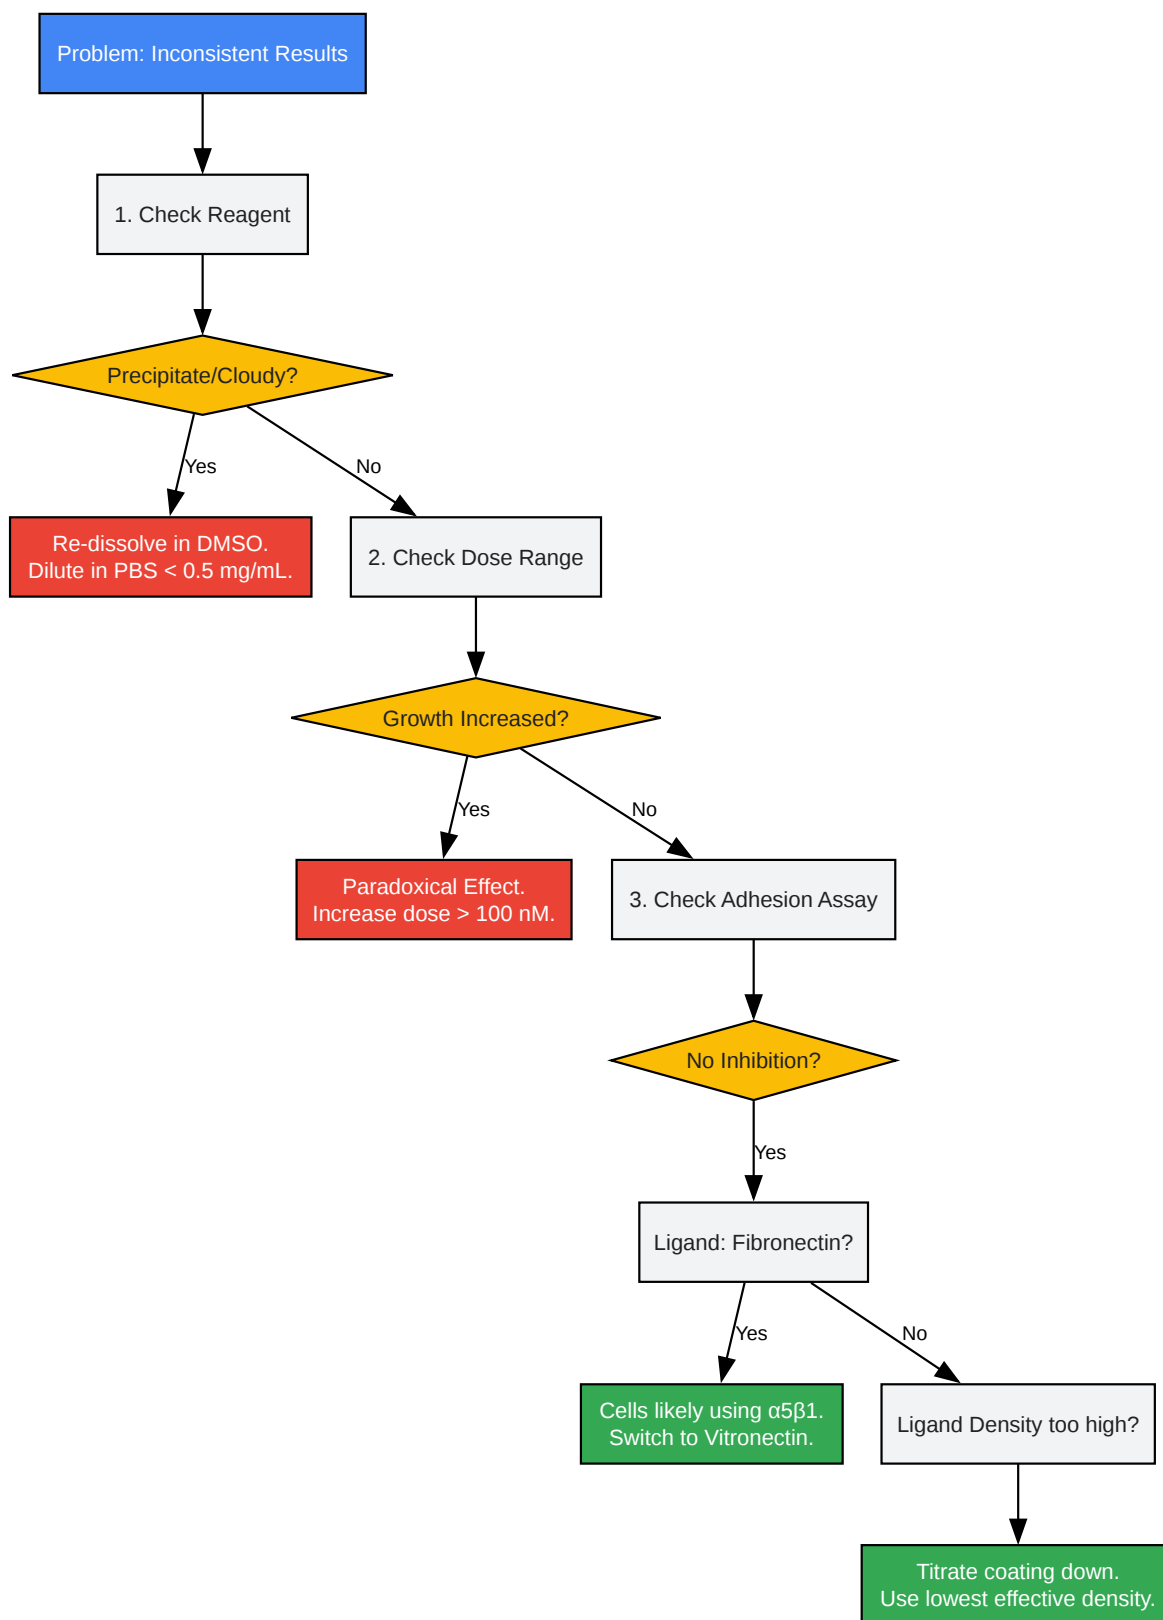 Problem: Inconsistent Results
1. Check Reagent
Precipitate/Cloudy?
Yes
No
Re-dissolve in DMSO.
Dilute in PBS < 0.5 mg/mL.
2. Check Dose Range
Growth Increased?
Yes
No
Paradoxical Effect.
Increase dose > 100 nM.
3. Check Adhesion Assay
No Inhibition?
Yes
Ligand: Fibronectin?
Yes
No
Cells likely using α5β1.
Switch to Vitronectin.
Ligand Density too high?
Titrate coating down.
Use lowest effective density.